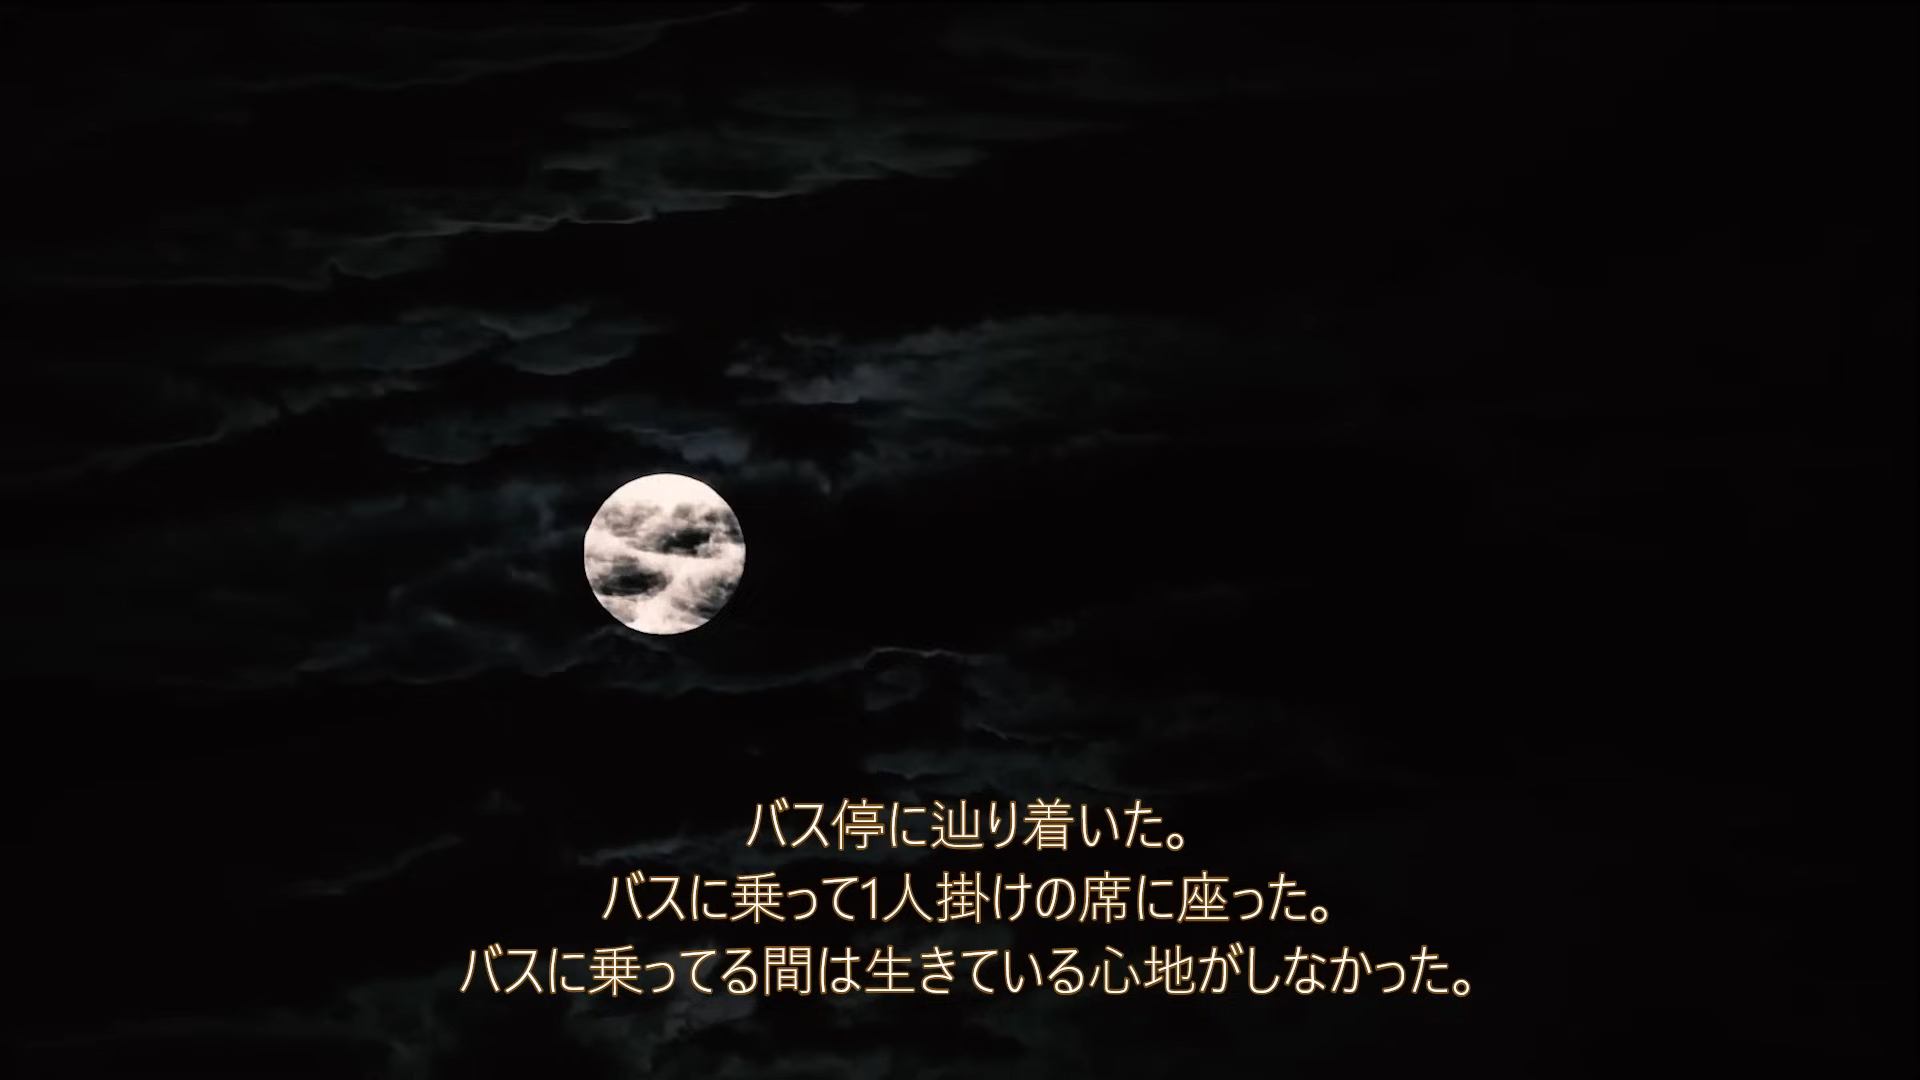 バス停に辿り着いた。
バスに乗って1人掛けの席に座った。
バスに乗ってる間は生きている心地がしなかった。